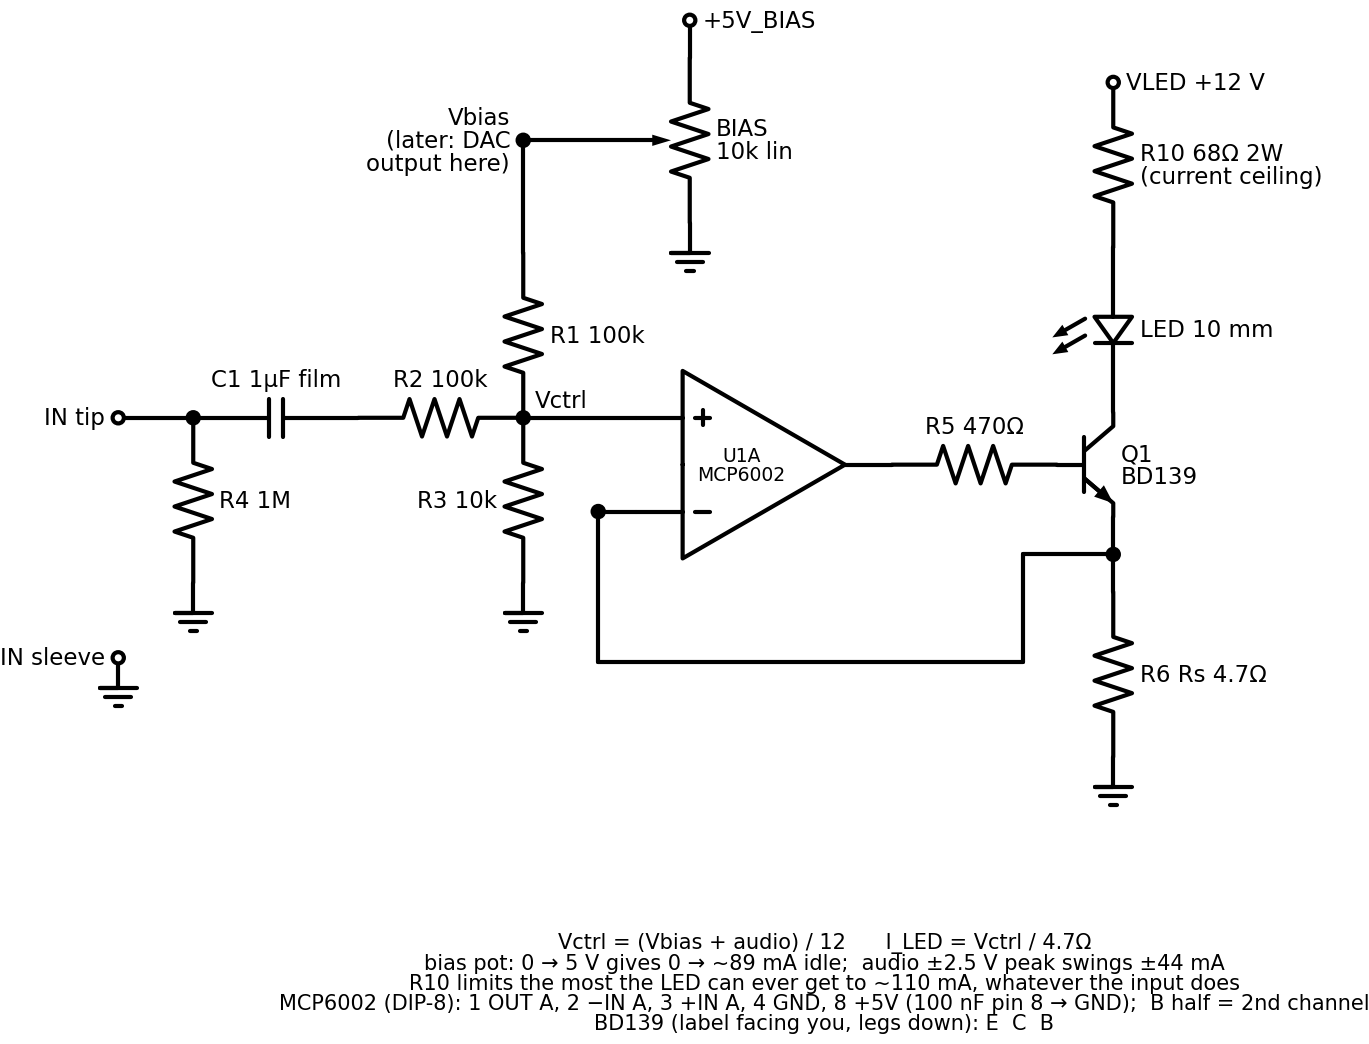 +5V_BIAS
VLED +12 V
Vbias
(later: DAC
output here)
BIAS
10k lin
R10 68Ω 2W
(current ceiling)
R1 100k
LED 10 mm
C1 1µF film
R2 100k
Vctrl
IN tip
+
R5 470Ω
U1A
MCP6002
Q1
BD139
R4 1M
R3 10k
−
IN sleeve
R6 Rs 4.7Ω
Vctrl = (Vbias + audio) / 12      I_LED = Vctrl / 4.7Ω
bias pot: 0 → 5 V gives 0 → ~89 mA idle;  audio ±2.5 V peak swings ±44 mA
R10 limits the most the LED can ever get to ~110 mA, whatever the input does
MCP6002 (DIP-8): 1 OUT A, 2 −IN A, 3 +IN A, 4 GND, 8 +5V (100 nF pin 8 → GND);  B half = 2nd channel
BD139 (label facing you, legs down): E  C  B